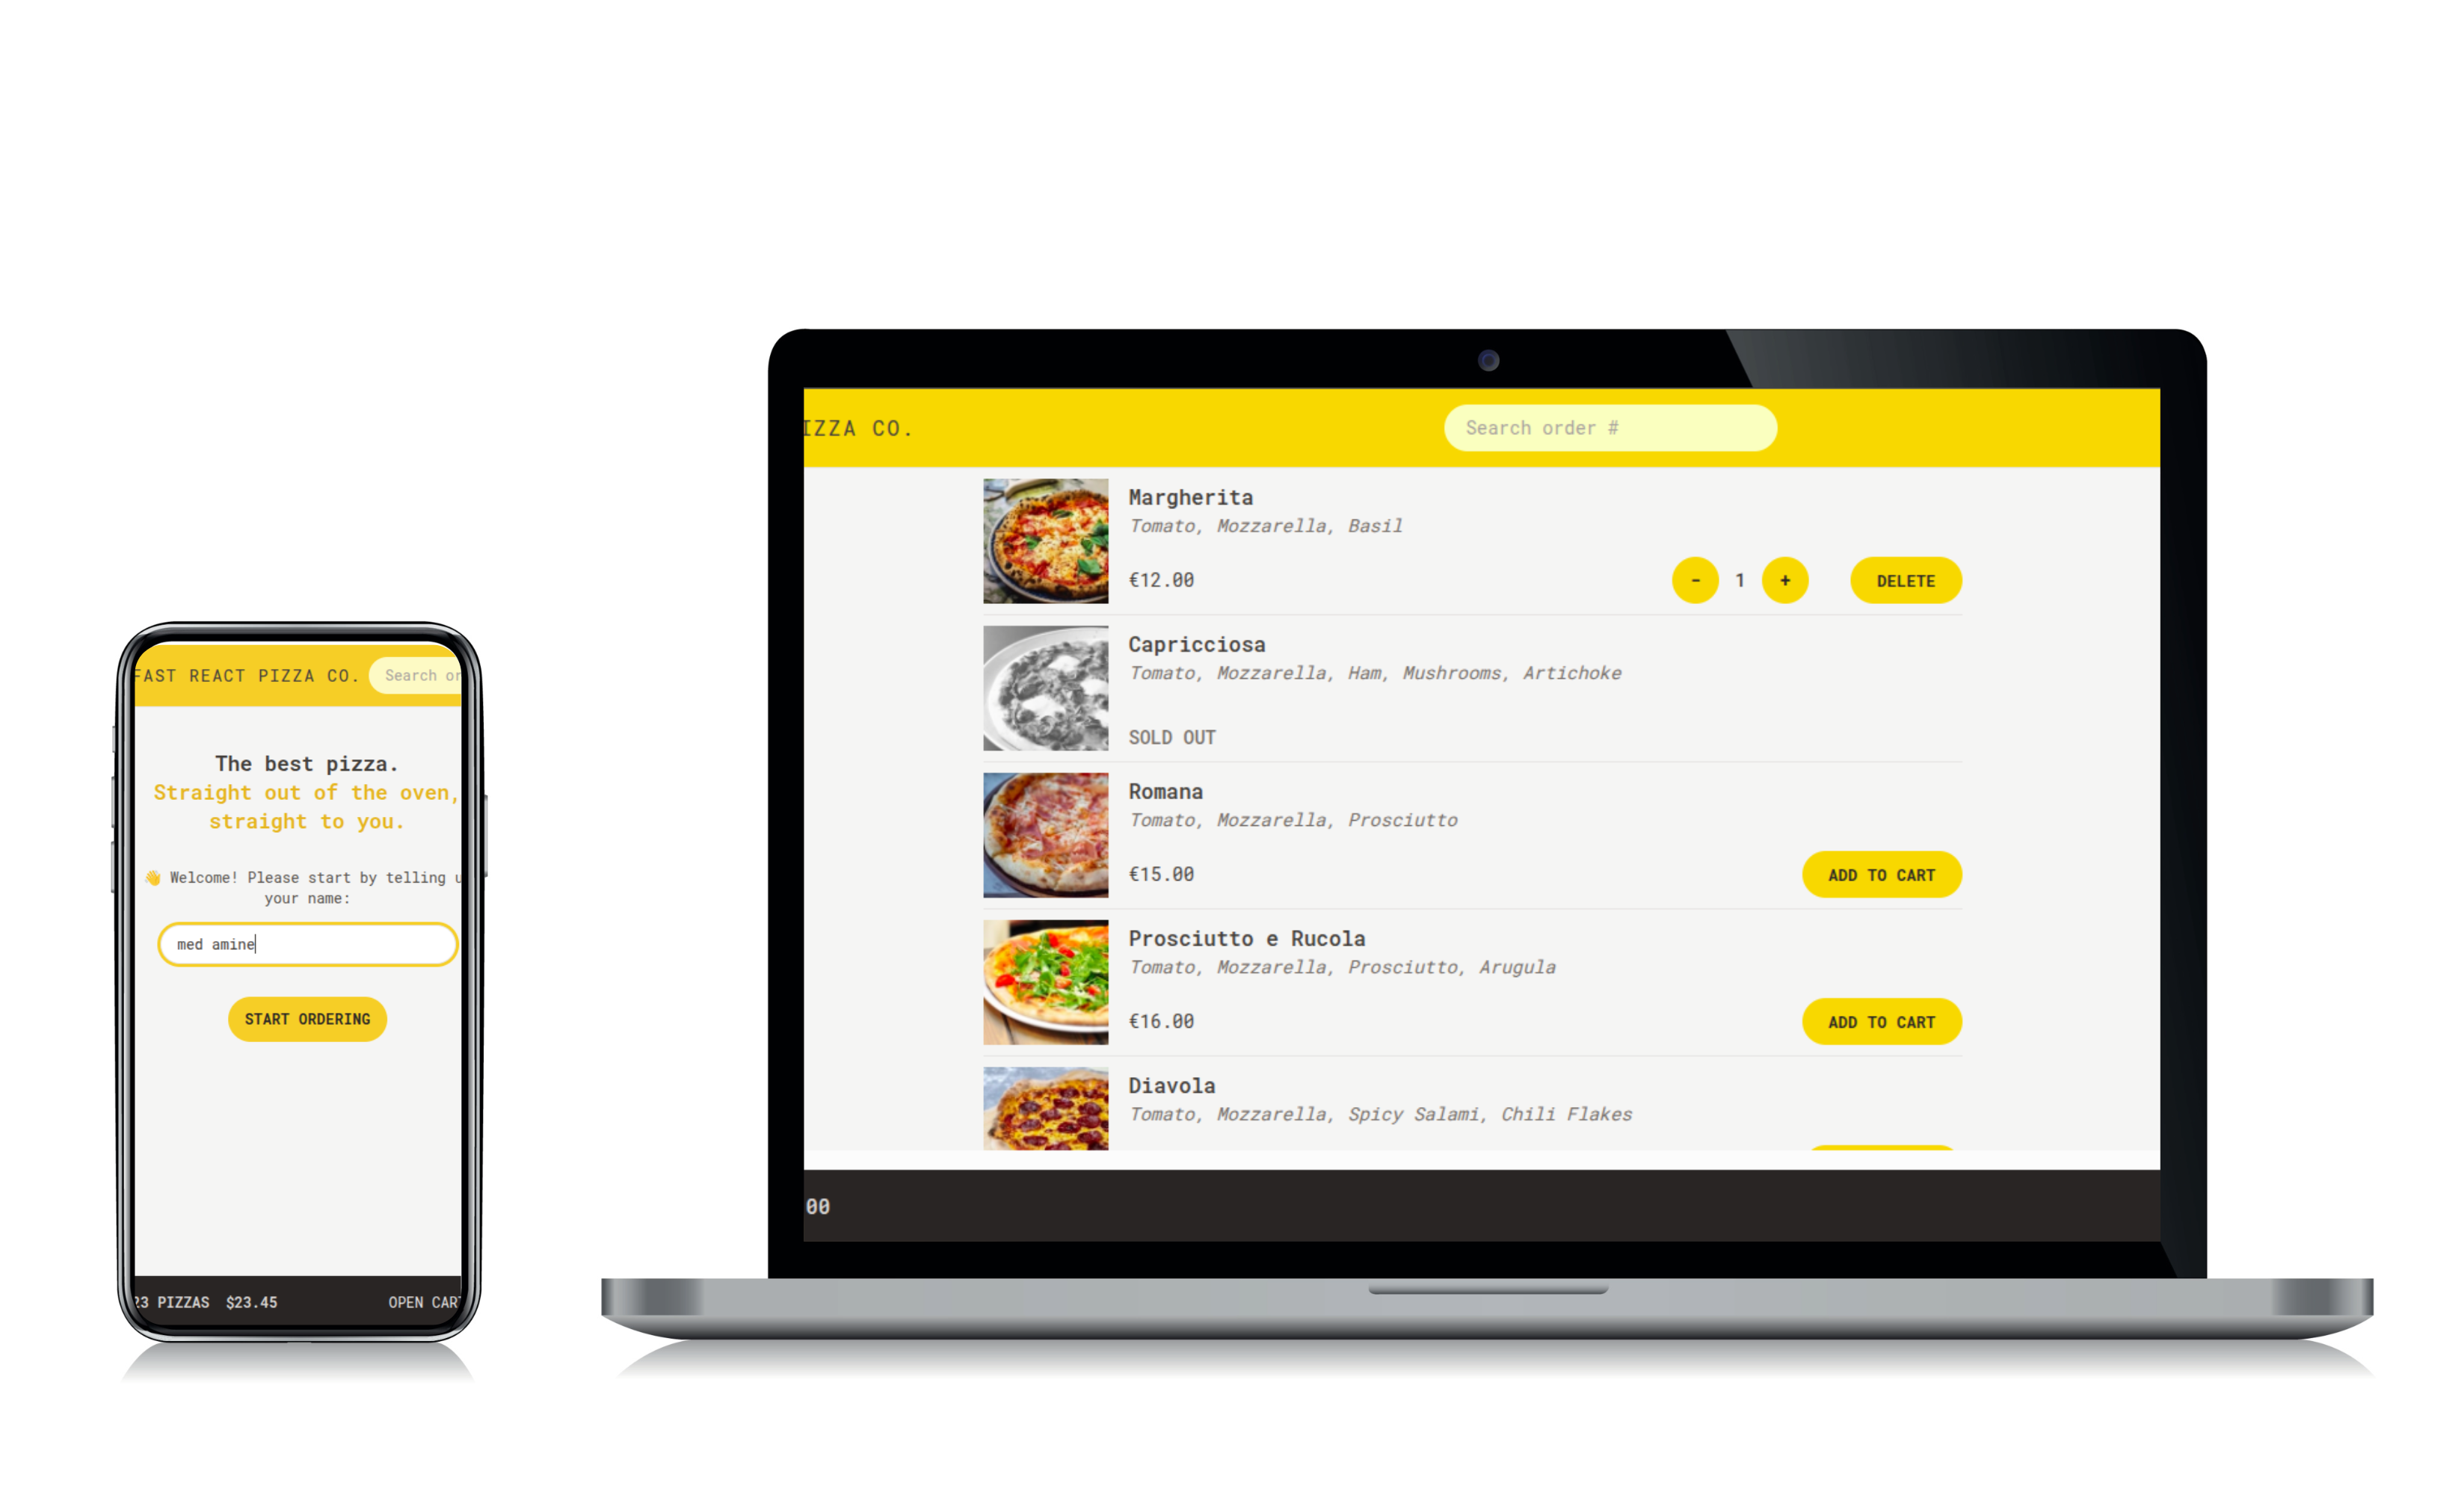 FAST REACT PIZZA CO. Search or
The best pizza.
Straight out of the oven,
straight to you.
👋 Welcome! Please start by telling u
your name:
med amine
START ORDERING
23 PIZZAS $23.45 OPEN CART
IZZA CO. Search order #
Margherita
Tomato, Mozzarella, Basil
€12.00 - 1 + DELETE
Capricciosa
Tomato, Mozzarella, Ham, Mushrooms, Artichoke
SOLD OUT
Romana
Tomato, Mozzarella, Prosciutto
€15.00 ADD TO CART
Prosciutto e Rucola
Tomato, Mozzarella, Prosciutto, Arugula
€16.00 ADD TO CART
Diavola
Tomato, Mozzarella, Spicy Salami, Chili Flakes
00